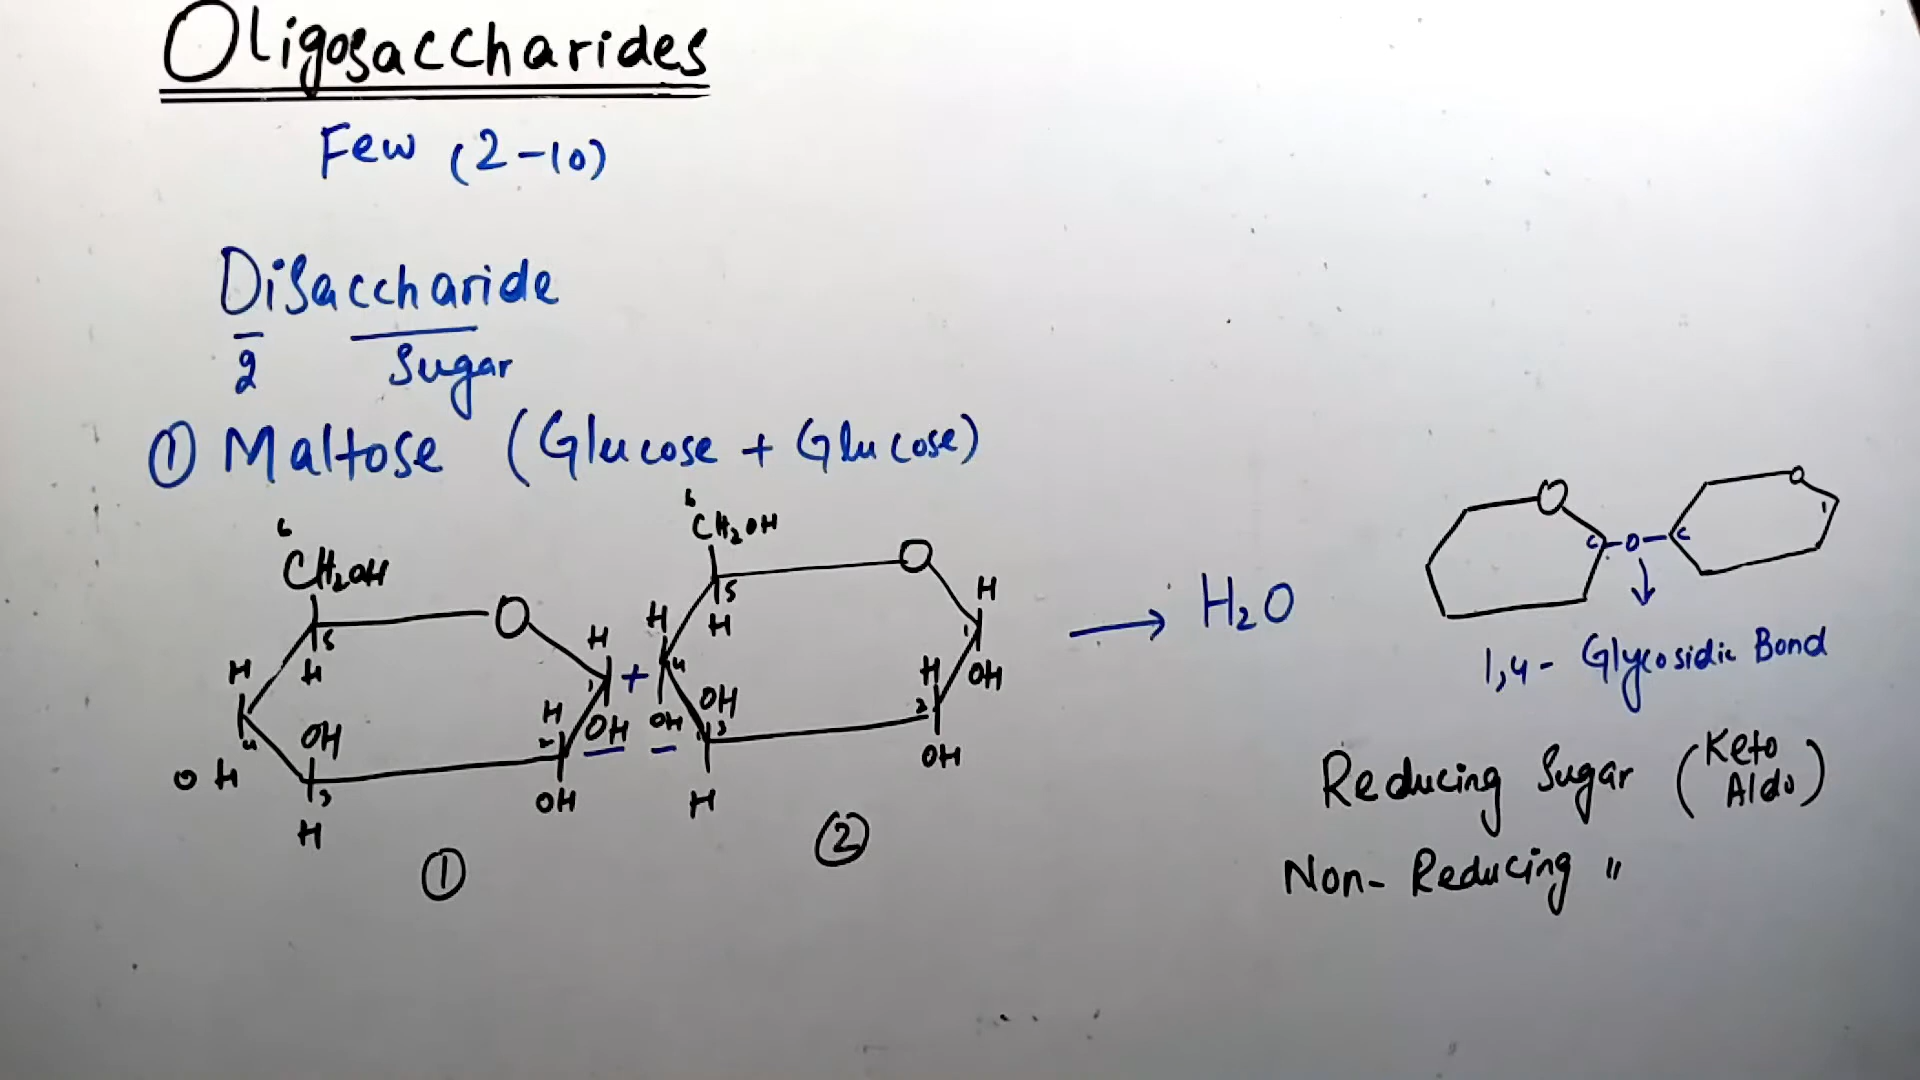 Oligosaccharides
Few (2-10)
Disaccharide
2 Sugar
① Maltose (Glucose + Glucose)
6 6
CH₂OH CH₂OH
5 O 5 O
H H H 1 + H 4 H H 1
4 OH H 2 OH OH OH 3 H 2 OH
OH 3 OH H OH
H
① ②
→ H₂O
O O
C-O-C 1
1,4- Glycosidic Bond
Reducing Sugar (Keto
Aldo)
Non-Reducing "